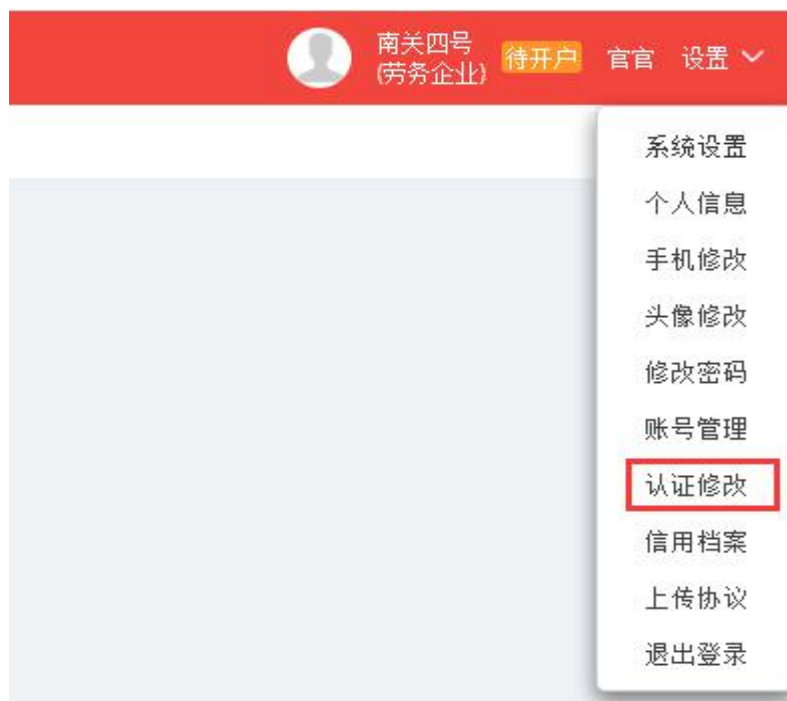 南关四号
(劳务企业)
待开户
官官
设置
系统设置
个人信息
手机修改
头像修改
修改密码
账号管理
认证修改
信用档案
上传协议
退出登录